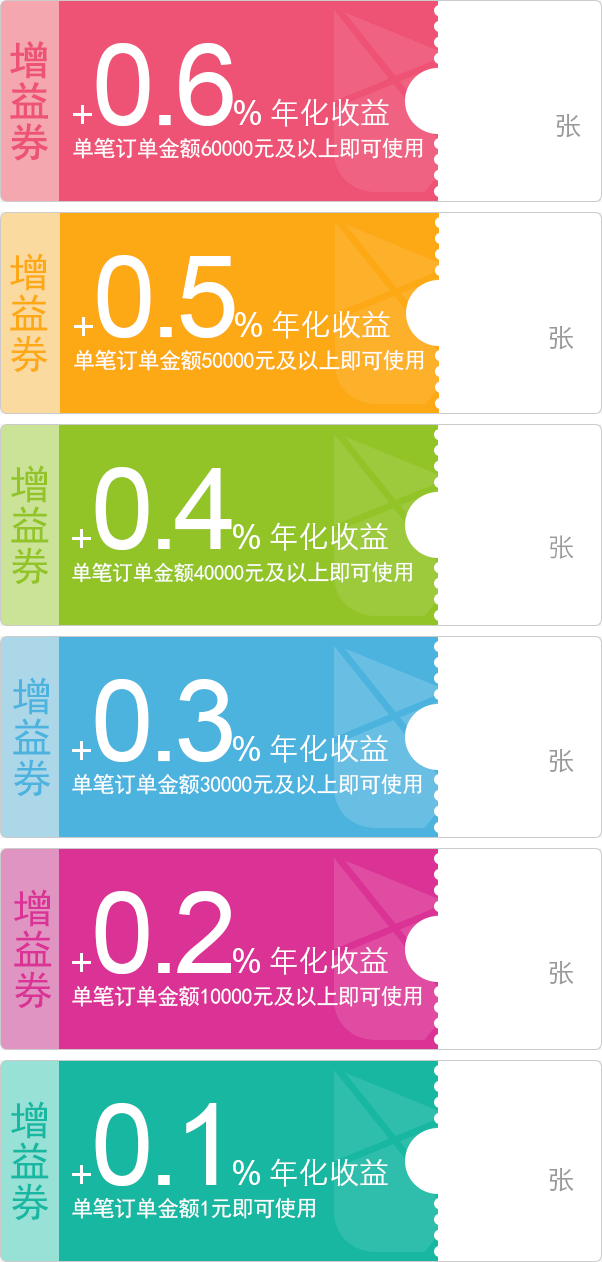 增益券
+0.6% 年化收益
单笔订单金额60000元及以上即可使用
张
增益券
+0.5% 年化收益
单笔订单金额50000元及以上即可使用
张
增益券
+0.4% 年化收益
单笔订单金额40000元及以上即可使用
张
增益券
+0.3% 年化收益
单笔订单金额30000元及以上即可使用
张
增益券
+0.2% 年化收益
单笔订单金额10000元及以上即可使用
张
增益券
+0.1% 年化收益
单笔订单金额1元即可使用
张